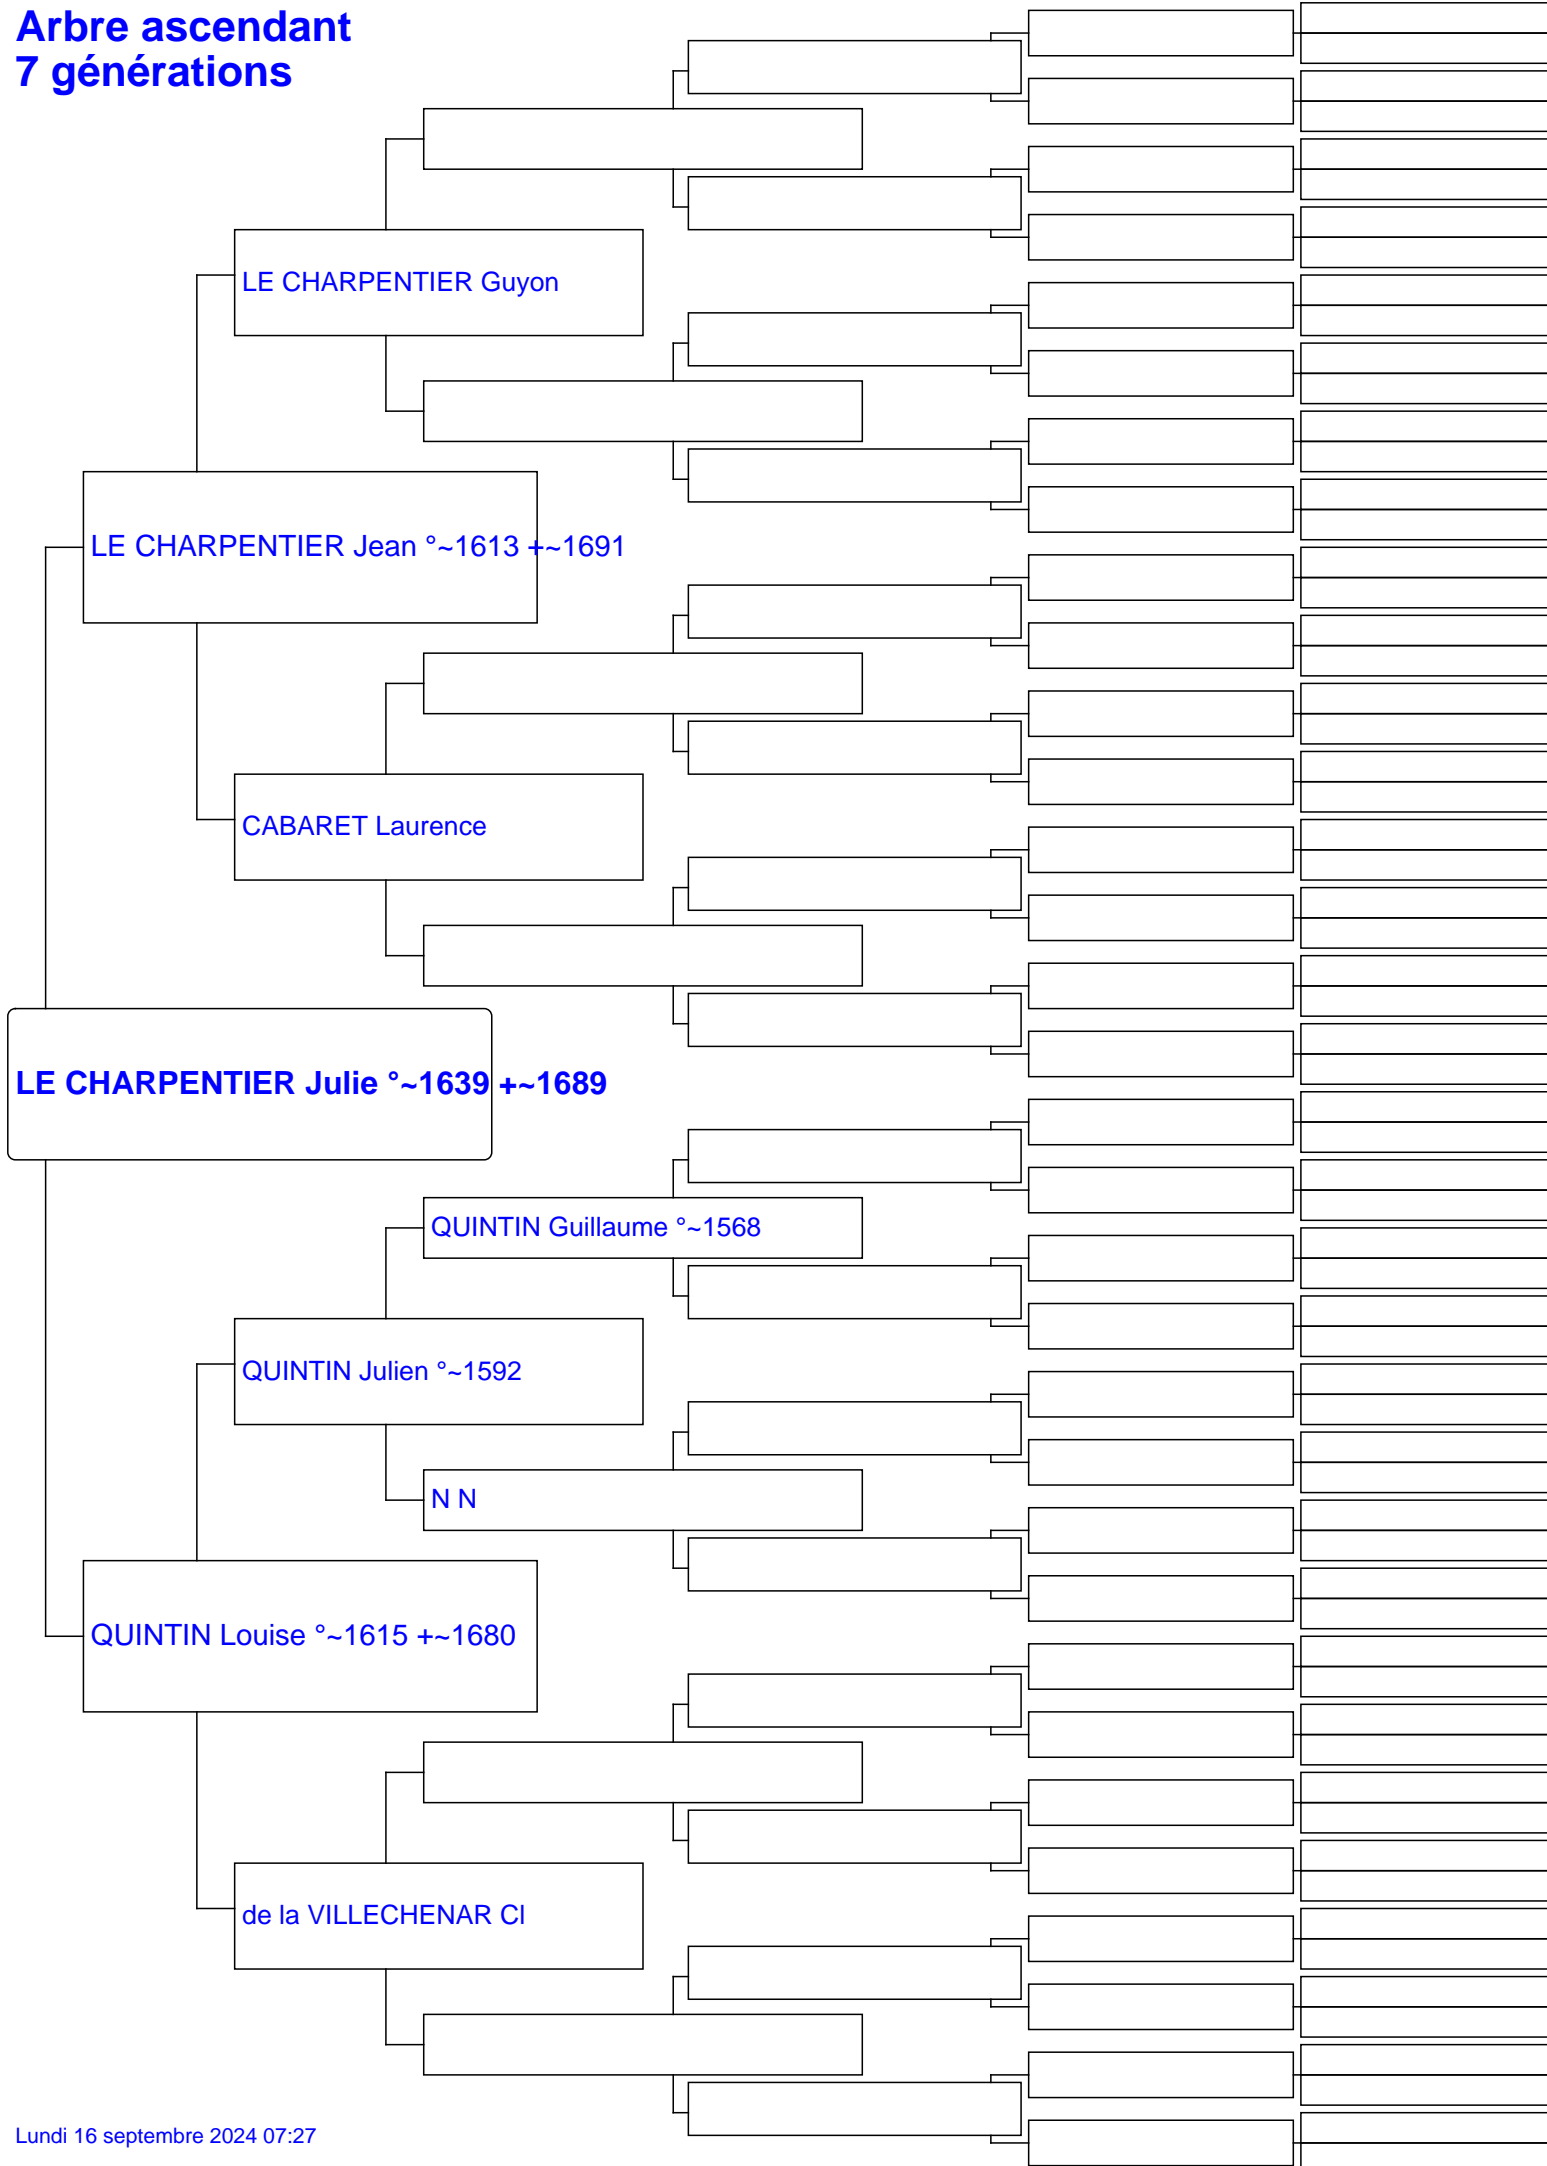 Arbre ascendant
7 générations
LE CHARPENTIER Guyon
LE CHARPENTIER Jean °~1613 +~1691
CABARET Laurence
LE CHARPENTIER Julie °~1639 +~1689
QUINTIN Guillaume °~1568
QUINTIN Julien °~1592
N N
QUINTIN Louise °~1615 +~1680
de la VILLECHENAR Cl
Lundi 16 septembre 2024 07:27